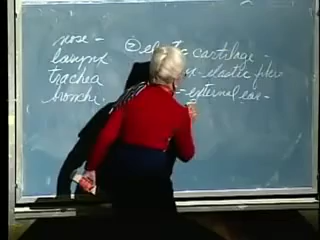 nose -
larynx
trachea
bronchi.
② elastic cartilage -
elastic fibers
- external ear -